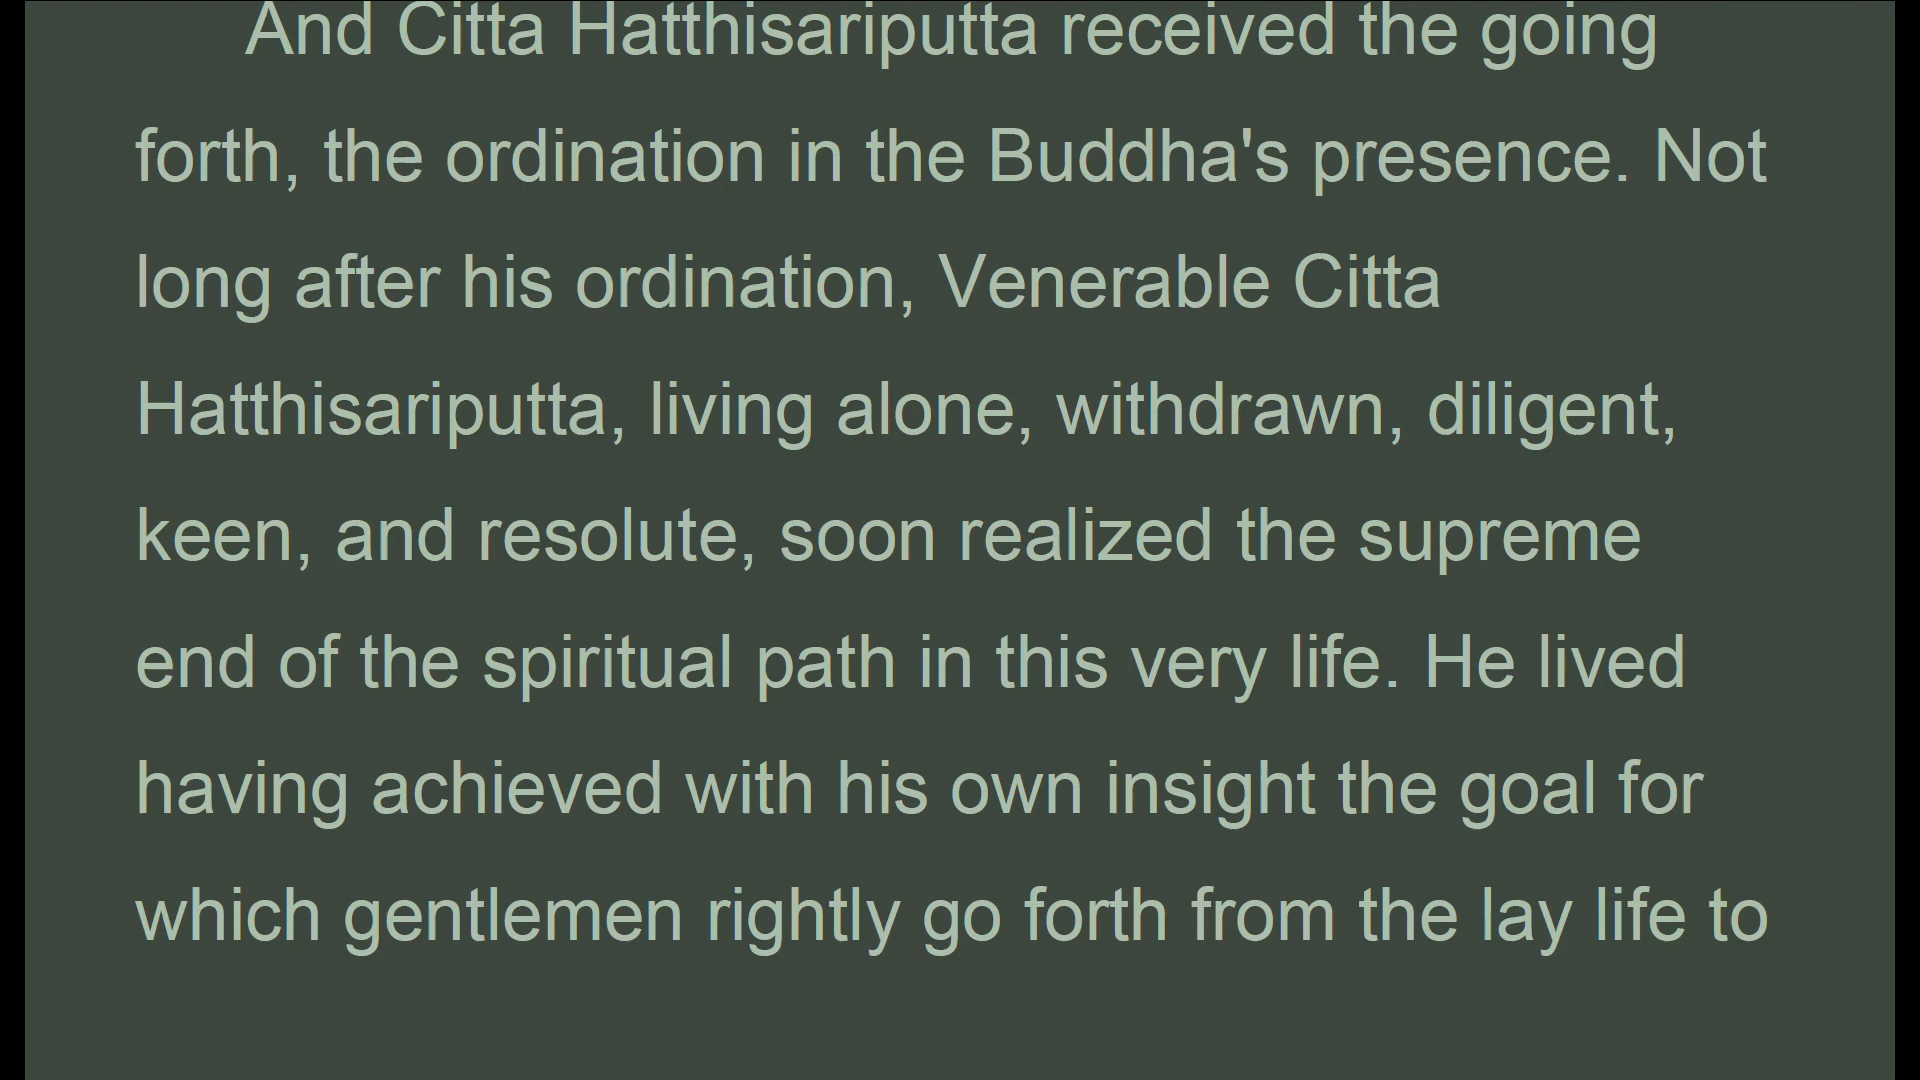 And Citta Hatthisariputta received the going
forth, the ordination in the Buddha's presence. Not
long after his ordination, Venerable Citta
Hatthisariputta, living alone, withdrawn, diligent,
keen, and resolute, soon realized the supreme
end of the spiritual path in this very life. He lived
having achieved with his own insight the goal for
which gentlemen rightly go forth from the lay life to